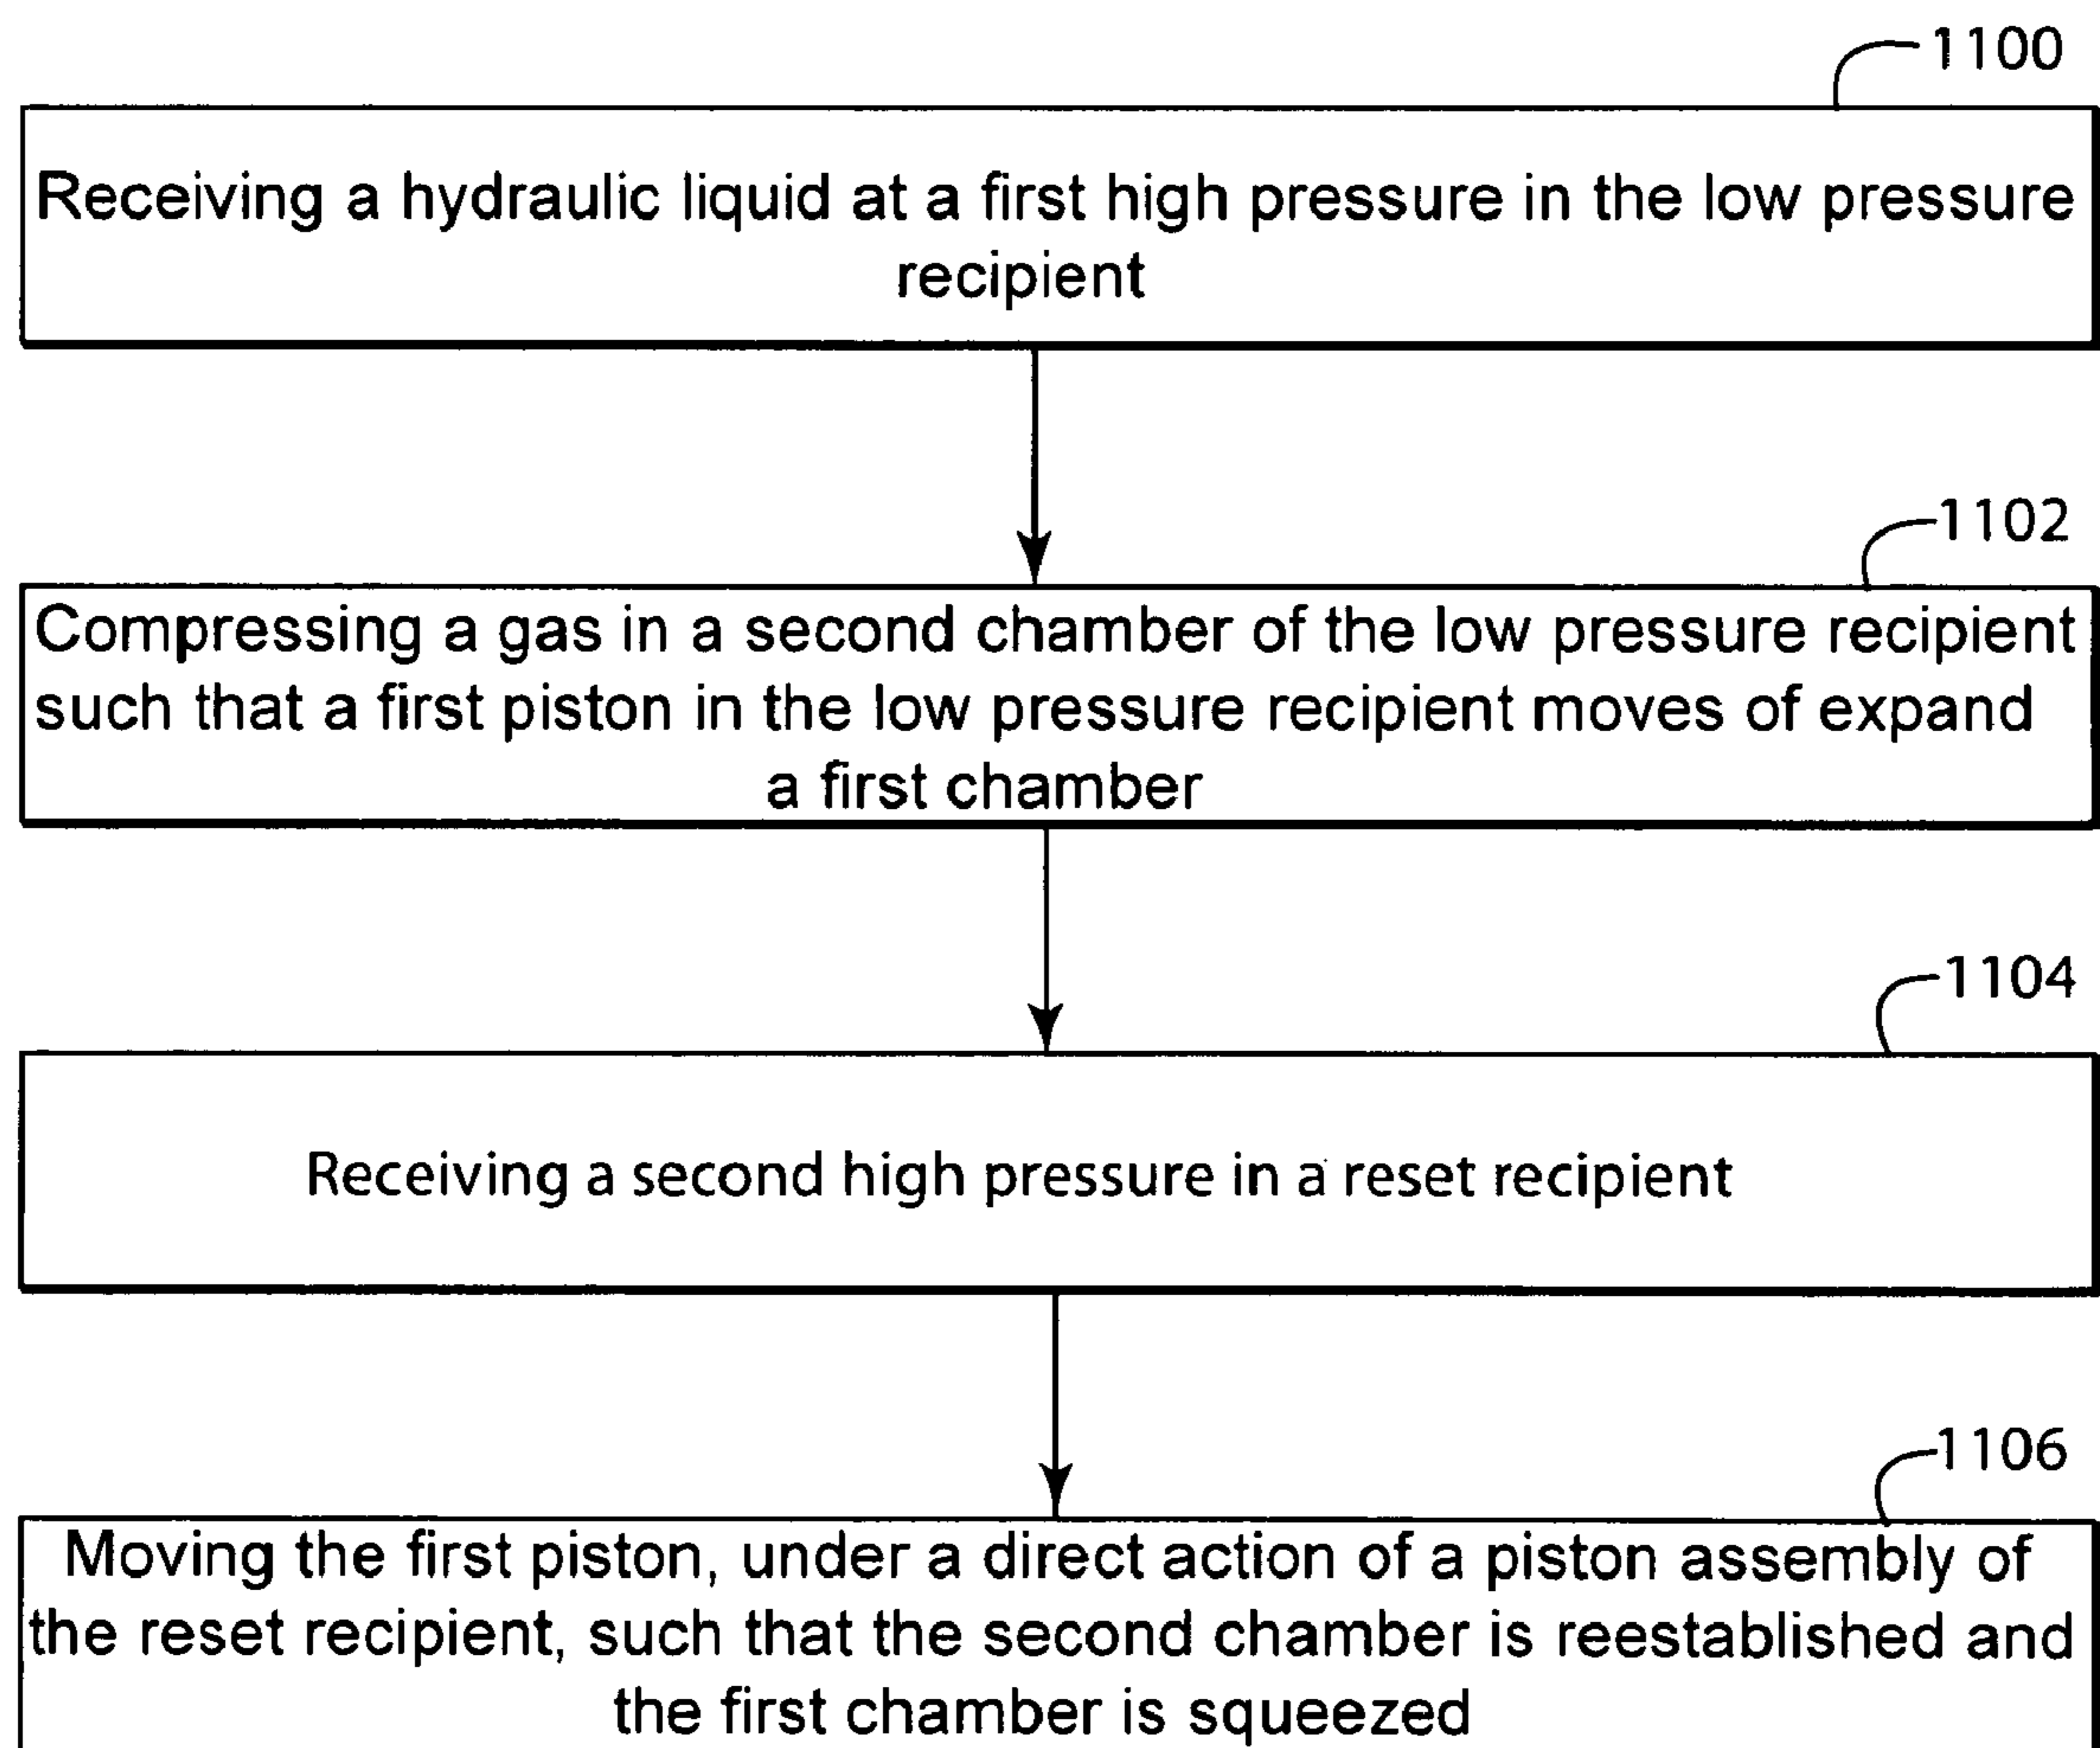 1100
Receiving a hydraulic liquid at a first high pressure in the low pressure
recipient
1102
Compressing a gas in a second chamber of the low pressure recipient
such that a first piston in the low pressure recipient moves of expand
a first chamber
1104
Receiving a second high pressure in a reset recipient
1106
Moving the first piston, under a direct action of a piston assembly of
the reset recipient, such that the second chamber is reestablished and
the first chamber is squeezed